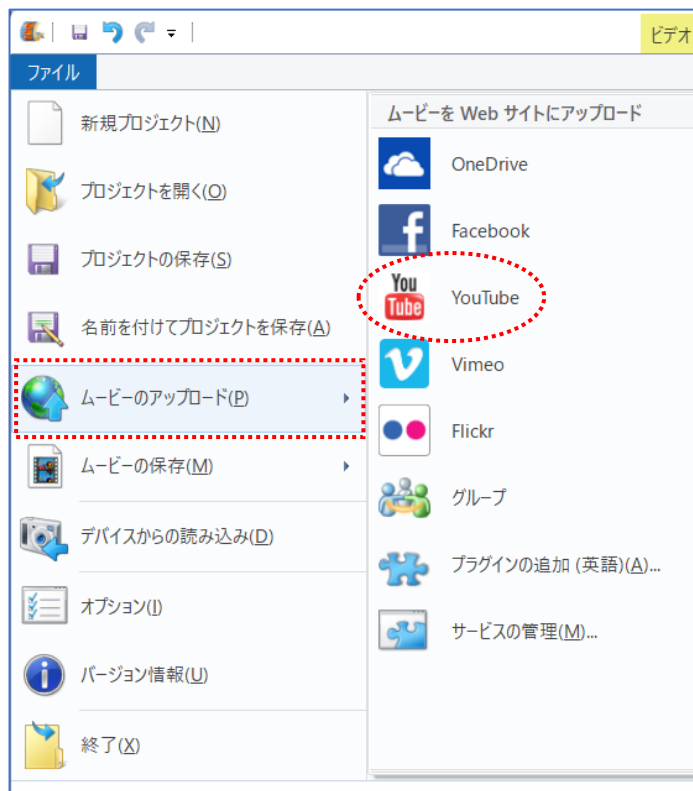 ビデオ
ファイル
新規プロジェクト(N)
プロジェクトを開く(O)
プロジェクトの保存(S)
名前を付けてプロジェクトを保存(A)
ムービーのアップロード(P)
ムービーの保存(M)
デバイスからの読み込み(D)
オプション(I)
バージョン情報(U)
終了(X)
ムービーを Web サイトにアップロード
OneDrive
f
Facebook
You
Tube
YouTube
Vimeo
Flickr
グループ
プラグインの追加 (英語)(A)...
サービスの管理(M)...